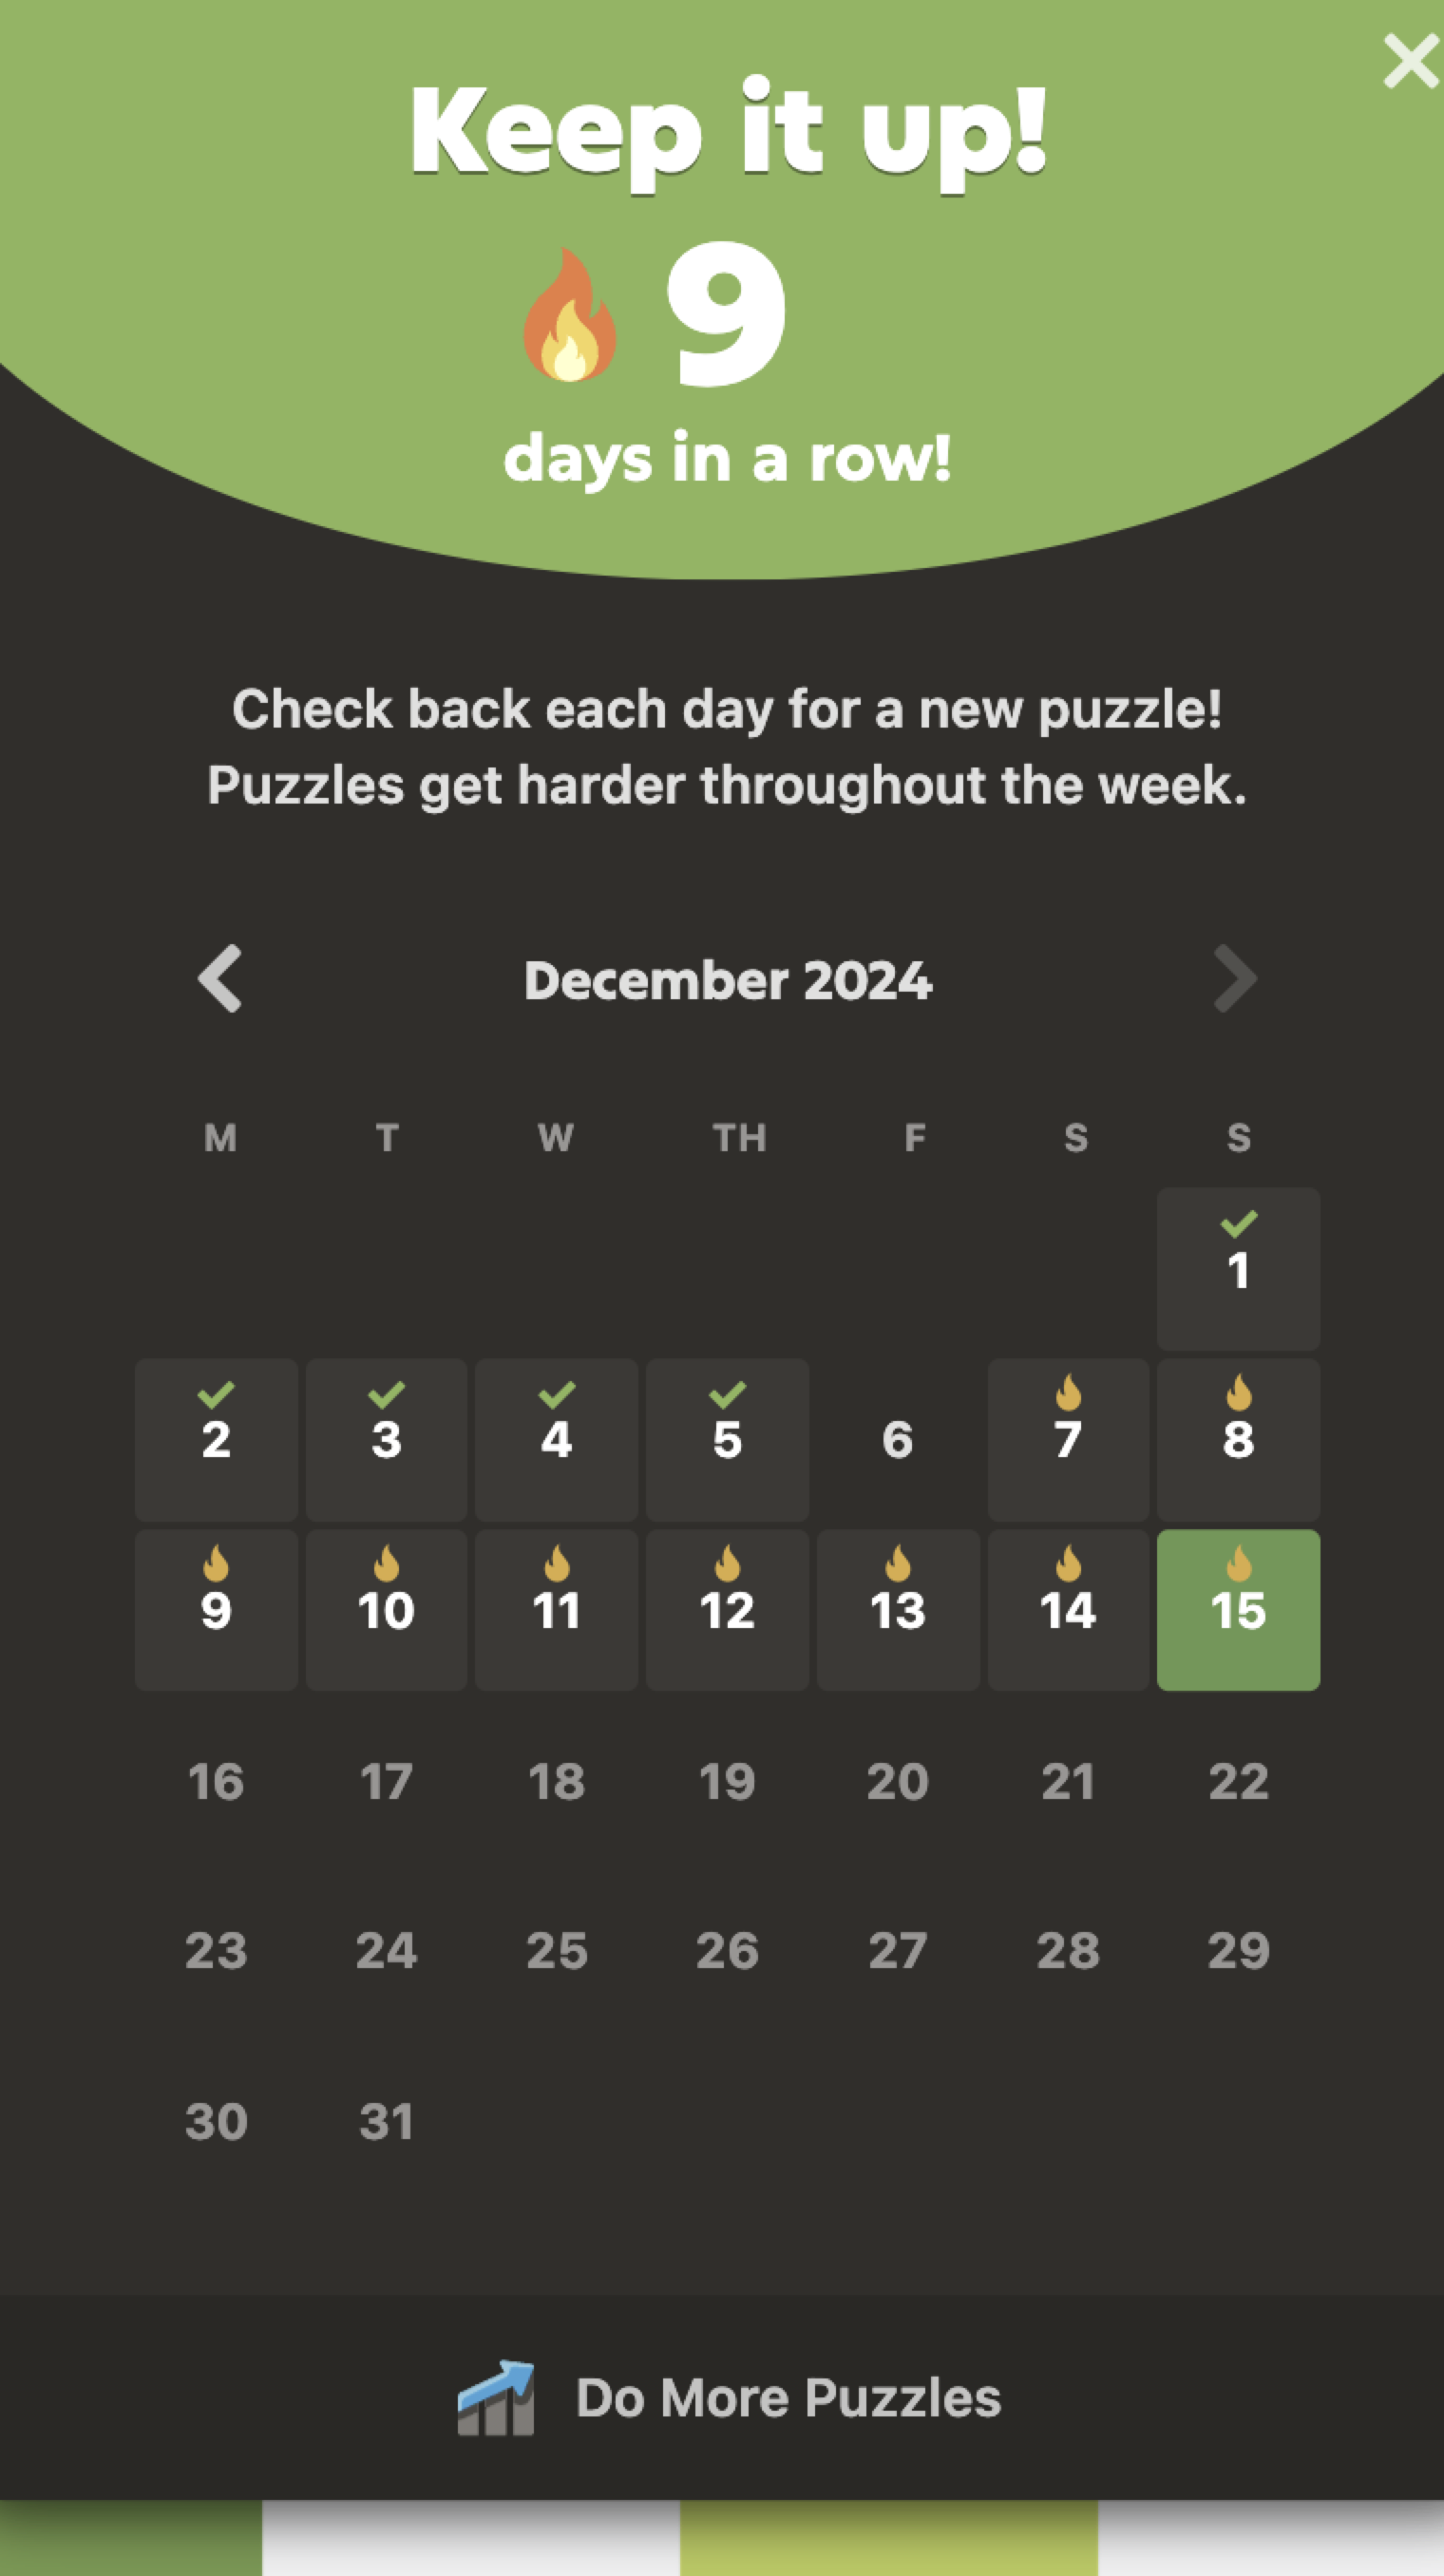 Keep it up!
9
days in a row!
Check back each day for a new puzzle!
Puzzles get harder throughout the week.
December 2024
M T W TH F S S
1
2 3 4 5 6 7 8
9 10 11 12 13 14 15
16 17 18 19 20 21 22
23 24 25 26 27 28 29
30 31
Do More Puzzles